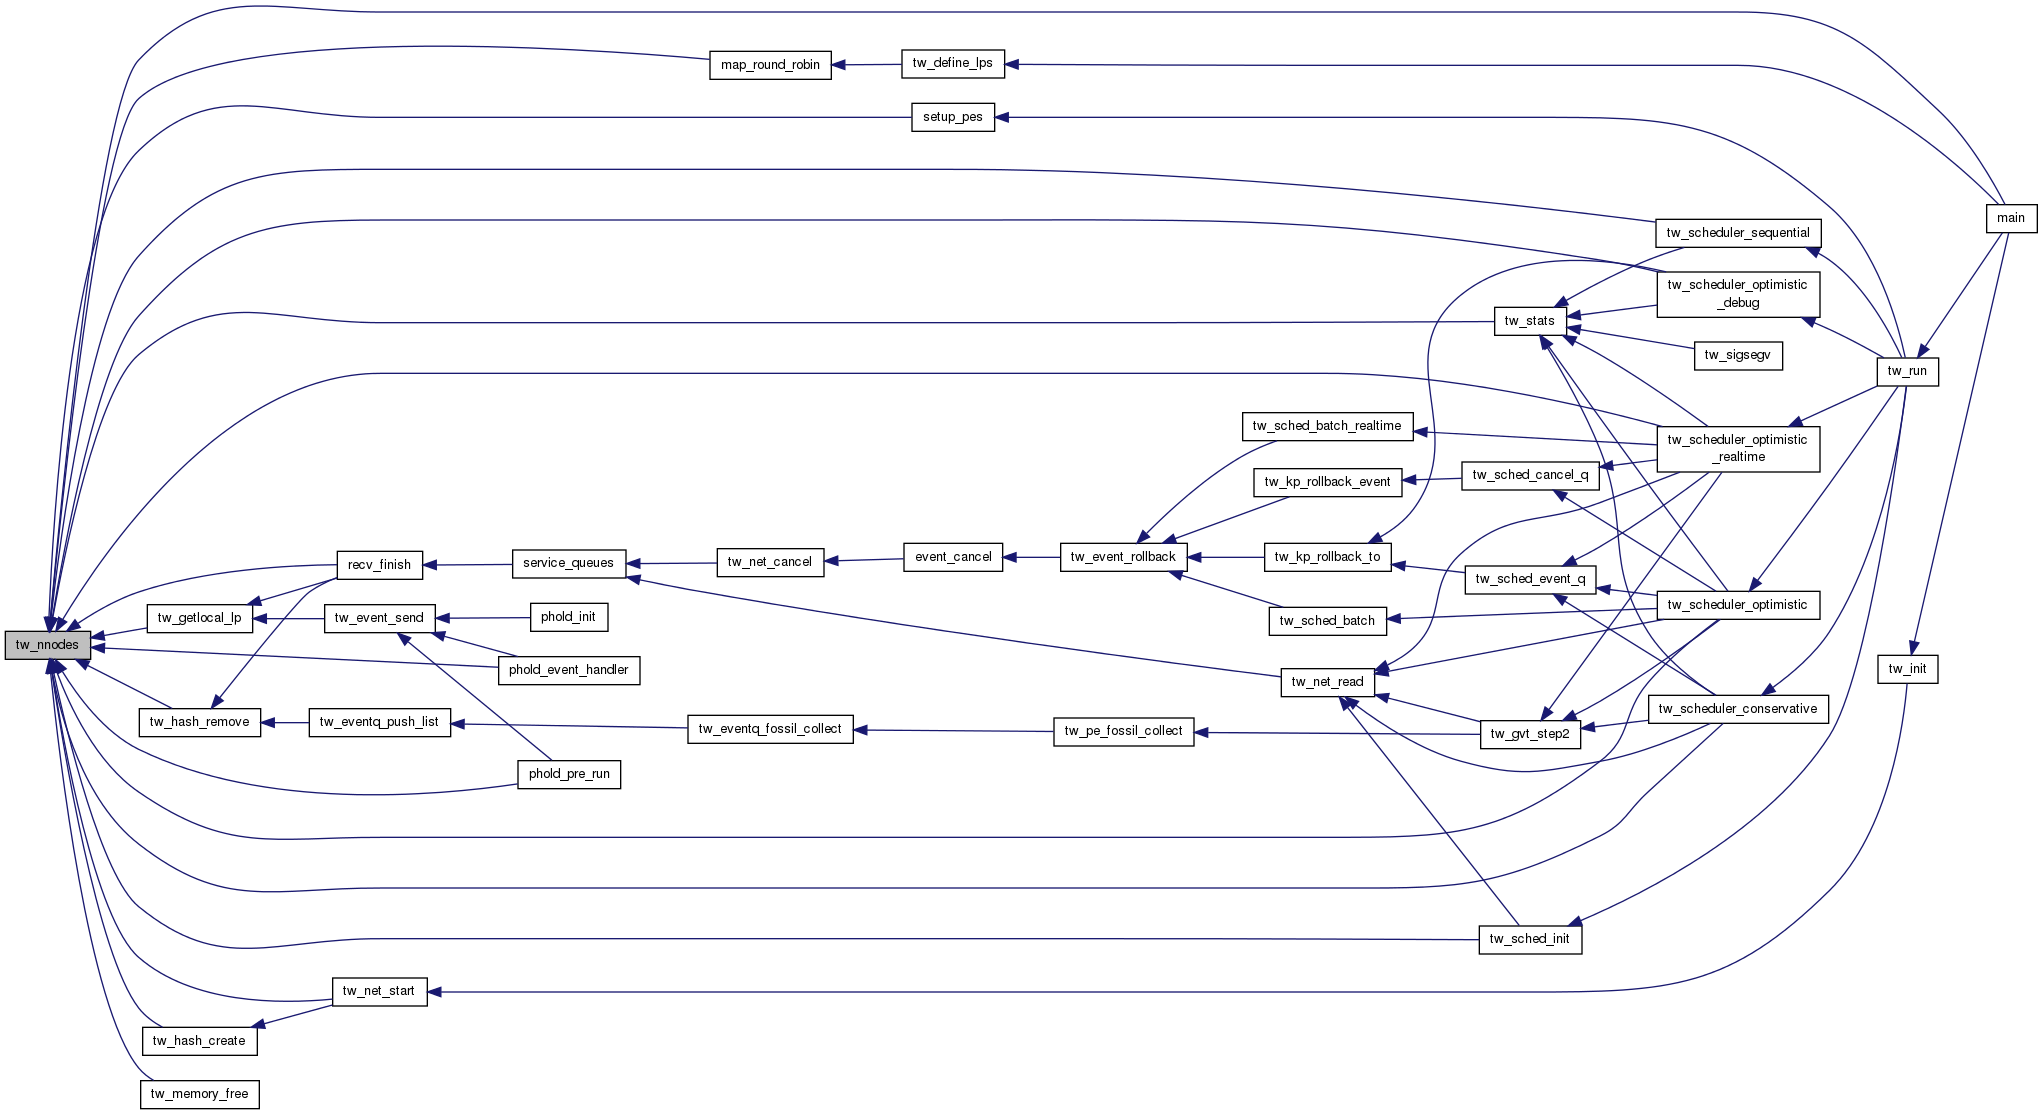 map_round_robin
tw_define_lps
setup_pes
main
tw_scheduler_sequential
tw_scheduler_optimistic
_debug
tw_stats
tw_sigsegv
tw_run
tw_sched_batch_realtime
tw_scheduler_optimistic
_realtime
tw_kp_rollback_event
tw_sched_cancel_q
recv_finish
service_queues
tw_net_cancel
event_cancel
tw_event_rollback
tw_kp_rollback_to
tw_sched_event_q
tw_getlocal_lp
tw_event_send
phold_init
tw_sched_batch
tw_scheduler_optimistic
tw_nnodes
phold_event_handler
tw_net_read
tw_init
tw_hash_remove
tw_eventq_push_list
tw_eventq_fossil_collect
tw_pe_fossil_collect
tw_gvt_step2
tw_scheduler_conservative
phold_pre_run
tw_sched_init
tw_net_start
tw_hash_create
tw_memory_free